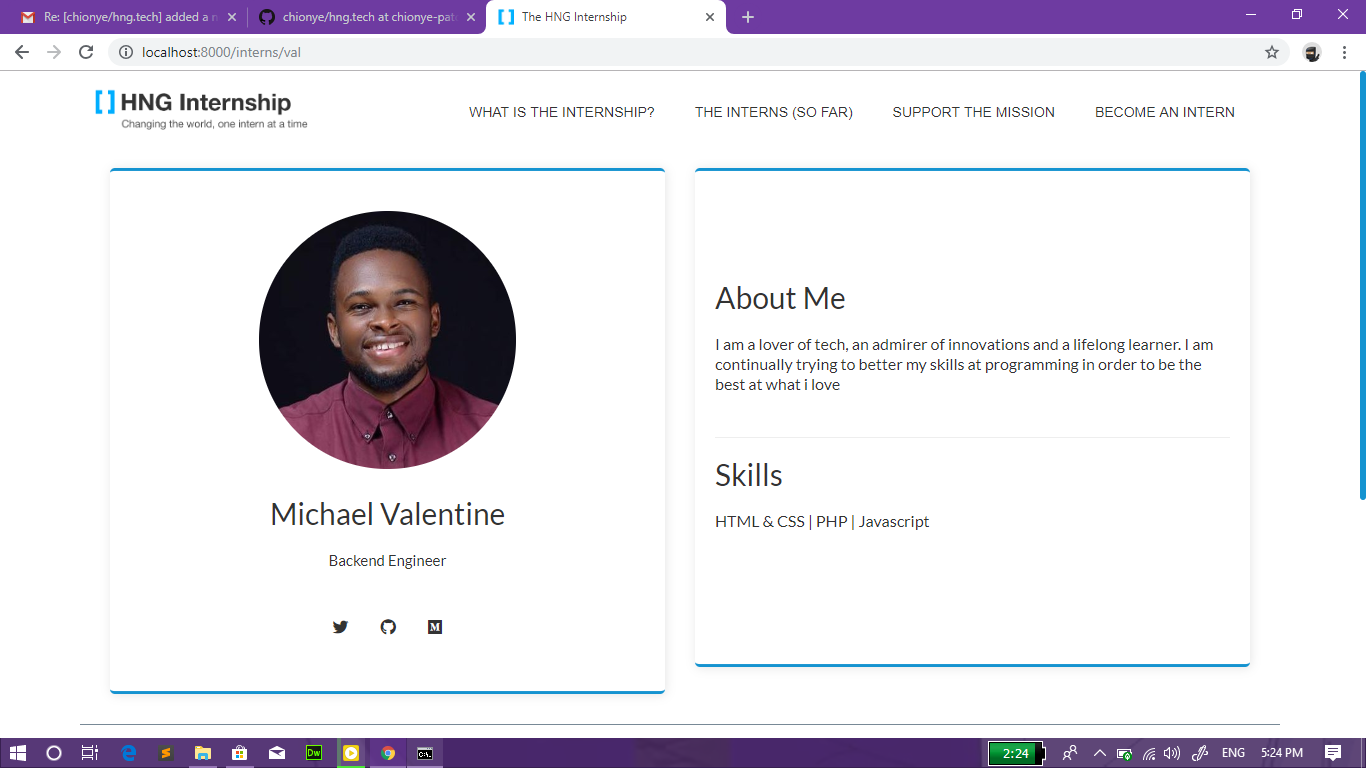 Re: [chionye/hng.tech] added a n
chionye/hng.tech at chionye-pat
The HNG Internship
localhost:8000/interns/val
HNG Internship
Changing the world, one intern at a time
WHAT IS THE INTERNSHIP?
THE INTERNS (SO FAR)
SUPPORT THE MISSION
BECOME AN INTERN
Michael Valentine
Backend Engineer
M
About Me
I am a lover of tech, an admirer of innovations and a lifelong learner. I am
continually trying to better my skills at programming in order to be the
best at what i love
Skills
HTML & CSS | PHP | Javascript
Dw
C:\.
2:24
ENG
5:24 PM